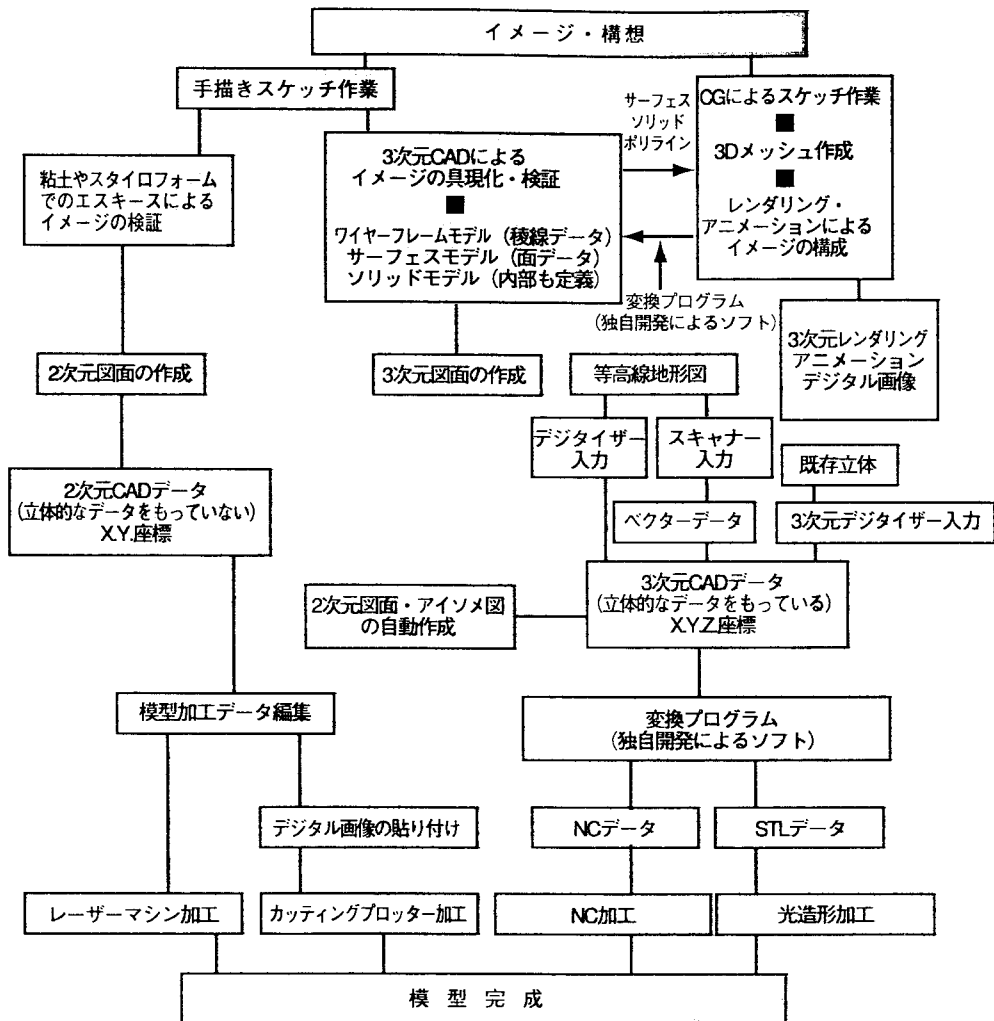 イメージ・構想
手描きスケッチ作業
CGによるスケッチ作業
3Dメッシュ作成
レンダリング・
アニメーションによる
イメージの構成
サーフェス
ソリッド
ポリライン
3次元CADによる
イメージの具現化・検証
ワイヤーフレームモデル(稜線データ)
サーフェスモデル(面データ)
ソリッドモデル(内部も定義)
粘土やスタイロフォーム
でのエスキースによる
イメージの検証
変換プログラム
(独自開発によるソフト)
3次元レンダリング
アニメーション
デジタル画像
2次元図面の作成
3次元図面の作成
等高線地形図
デジタイザー
入力
スキャナー
入力
既存立体
2次元CADデータ
(立体的なデータをもっていない)
X.Y.座標
ベクターデータ
3次元デジタイザー入力
3次元CADデータ
(立体的なデータをもっている)
X.Y.Z.座標
2次元図面・アイソメ図
の自動作成
模型加工データ編集
変換プログラム
(独自開発によるソフト)
デジタル画像の貼り付け
NCデータ
STLデータ
レーザーマシン加工
カッティングプロッター加工
NC加工
光造形加工
模型完成